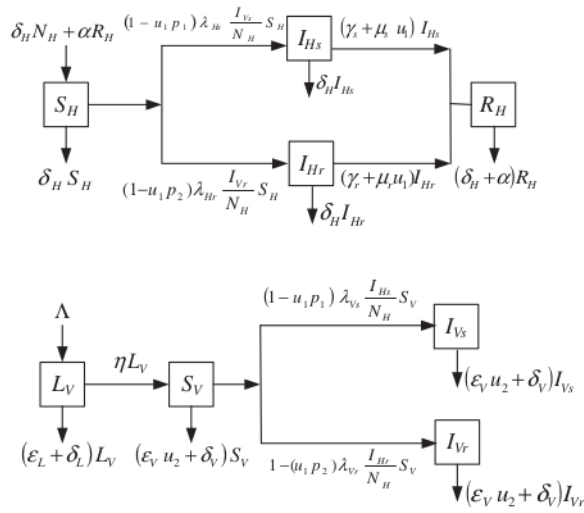 δ_H N_H + αR_H
(1 − u_1 p_1) λ_{Hs} \frac{I_{Vs}}{N_H} S_H
I_{Hs}
(γ_s + μ_s u_1) I_{Hs}
δ_H I_{Hs}
S_H
R_H
δ_H S_H
(1−u_1 p_2) λ_{Hr} \frac{I_{Vr}}{N_H} S_H
I_{Hr}
(γ_r + μ_r u_1) I_{Hr}
(δ_H + α) R_H
δ_H I_{Hr}
(1 − u_1 p_1) λ_{Vs} \frac{I_{Hs}}{N_H} S_V
I_{Vs}
Λ
ηL_V
L_V
S_V
(ε_V u_2 + δ_V) I_{Vs}
(ε_L + δ_L) L_V
(ε_V u_2 + δ_V) S_V
1 −(u_1 p_2) λ_{Vr} \frac{I_{Hr}}{N_H} S_V
I_{Vr}
(ε_V u_2 + δ_V) I_{Vr}